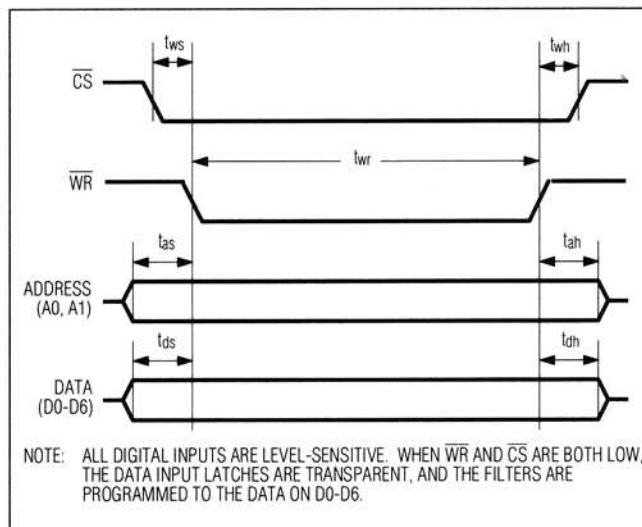 tws
twh
CS
twr
WR
tas
tah
ADDRESS
(A0, A1)
tds
tdh
DATA
(D0-D6)
NOTE: ALL DIGITAL INPUTS ARE LEVEL-SENSITIVE. WHEN WR AND CS ARE BOTH LOW,
THE DATA INPUT LATCHES ARE TRANSPARENT, AND THE FILTERS ARE
PROGRAMMED TO THE DATA ON D0-D6.